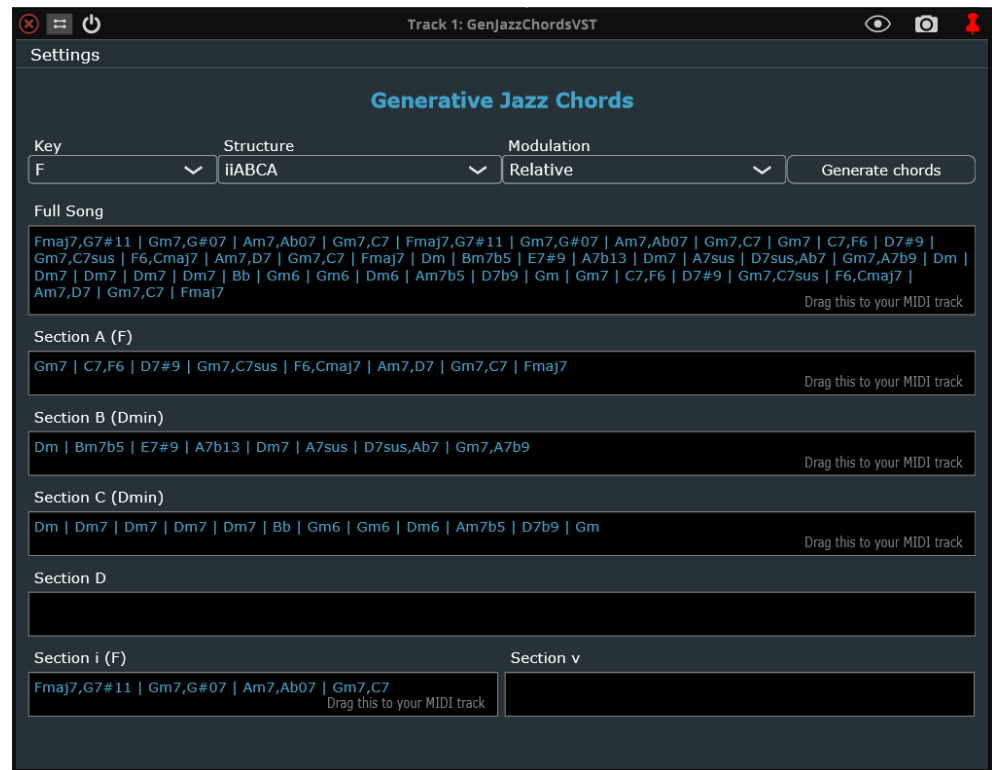 Track 1: GenJazzChordsVST
Settings
Generative Jazz Chords
Key Structure Modulation
F iiABCA Relative Generate chords
Full Song
Fmaj7,G7#11 | Gm7,G#07 | Am7,Ab07 | Gm7,C7 | Fmaj7,G7#11 | Gm7,G#07 | Am7,Ab07 | Gm7,C7 | Gm7 | C7,F6 | D7#9 |
Gm7,C7sus | F6,Cmaj7 | Am7,D7 | Gm7,C7 | Fmaj7 | Dm | Bm7b5 | E7#9 | A7b13 | Dm7 | A7sus | D7sus,Ab7 | Gm7,A7b9 | Dm |
Dm7 | Dm7 | Dm7 | Dm7 | Bb | Gm6 | Gm6 | Dm6 | Am7b5 | D7b9 | Gm | Gm7 | C7,F6 | D7#9 | Gm7,C7sus | F6,Cmaj7 |
Am7,D7 | Gm7,C7 | Fmaj7
Drag this to your MIDI track
Section A (F)
Gm7 | C7,F6 | D7#9 | Gm7,C7sus | F6,Cmaj7 | Am7,D7 | Gm7,C7 | Fmaj7
Drag this to your MIDI track
Section B (Dmin)
Dm | Bm7b5 | E7#9 | A7b13 | Dm7 | A7sus | D7sus,Ab7 | Gm7,A7b9
Drag this to your MIDI track
Section C (Dmin)
Dm | Dm7 | Dm7 | Dm7 | Dm7 | Bb | Gm6 | Gm6 | Dm6 | Am7b5 | D7b9 | Gm
Drag this to your MIDI track
Section D
Section i (F) Section v
Fmaj7,G7#11 | Gm7,G#07 | Am7,Ab07 | Gm7,C7
Drag this to your MIDI track